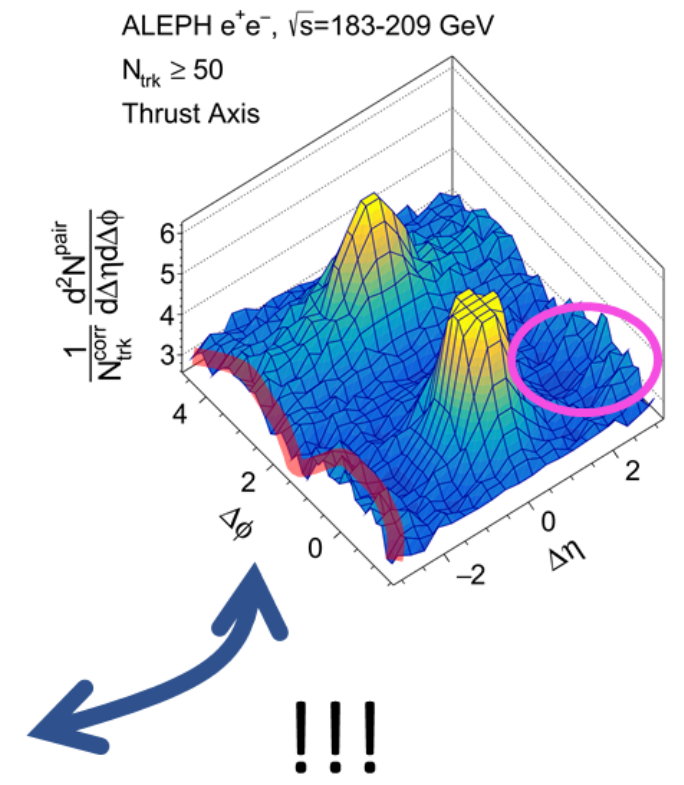 ALEPH e⁺e⁻, √s=183-209 GeV
N_trk ≥ 50
Thrust Axis
1/N_trk^corr d²N^pair/dΔηdΔϕ
6
5
4
3
4
2
0
Δϕ
−2
0
2
Δη
!!!